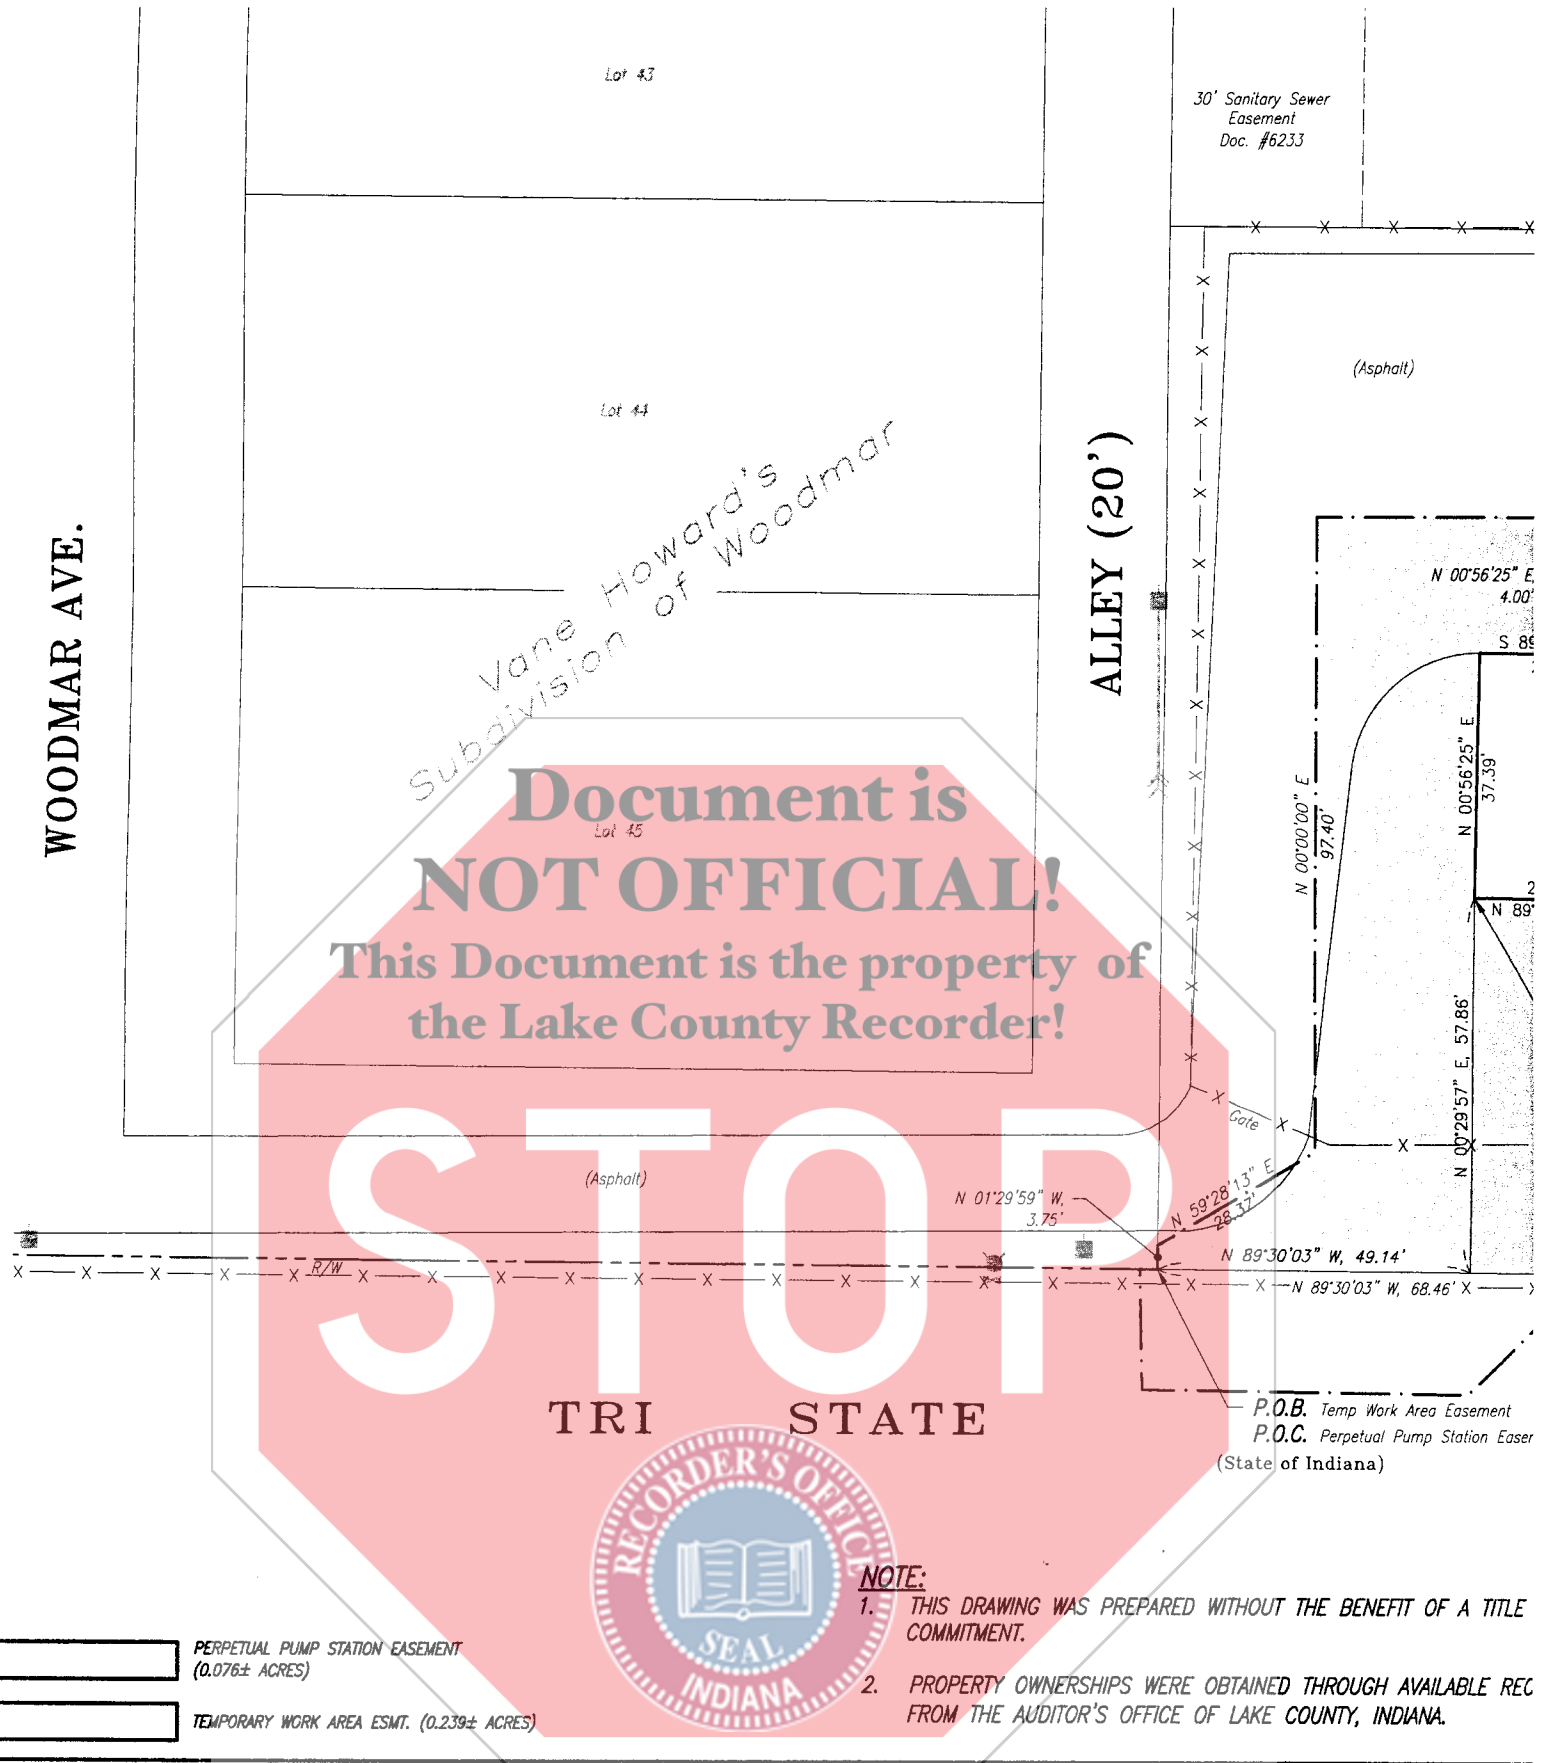 Lot 43
30' Sanitary Sewer
Easement
Doc. #6233
(Asphalt)
Lot 44
Vane Howard's
Subdivision of Woodmar
WOODMAR AVE.
ALLEY (20')
N 00°56'25" E,
4.00'
S 89
N 00°56'25" E
37.39'
N 00°00'00" E
97.40'
2
N 89°
Document is
Lot 45
NOT OFFICIAL!
This Document is the property of
the Lake County Recorder!
N 00°29'57" E, 57.86'
STOP
Gate
(Asphalt)
N 01°29'59" W,
3.75'
N 59°28'13" E
28.37'
N 89°30'03" W, 49.14'
R/W
N 89°30'03" W, 68.46'
TRI STATE
P.O.B. Temp Work Area Easement
P.O.C. Perpetual Pump Station Easer
(State of Indiana)
RECORDER'S OFFICE
SEAL
INDIANA
NOTE:
1. THIS DRAWING WAS PREPARED WITHOUT THE BENEFIT OF A TITLE
COMMITMENT.
2. PROPERTY OWNERSHIPS WERE OBTAINED THROUGH AVAILABLE REC
FROM THE AUDITOR'S OFFICE OF LAKE COUNTY, INDIANA.
PERPETUAL PUMP STATION EASEMENT
(0.076± ACRES)
TEMPORARY WORK AREA ESMT. (0.239± ACRES)